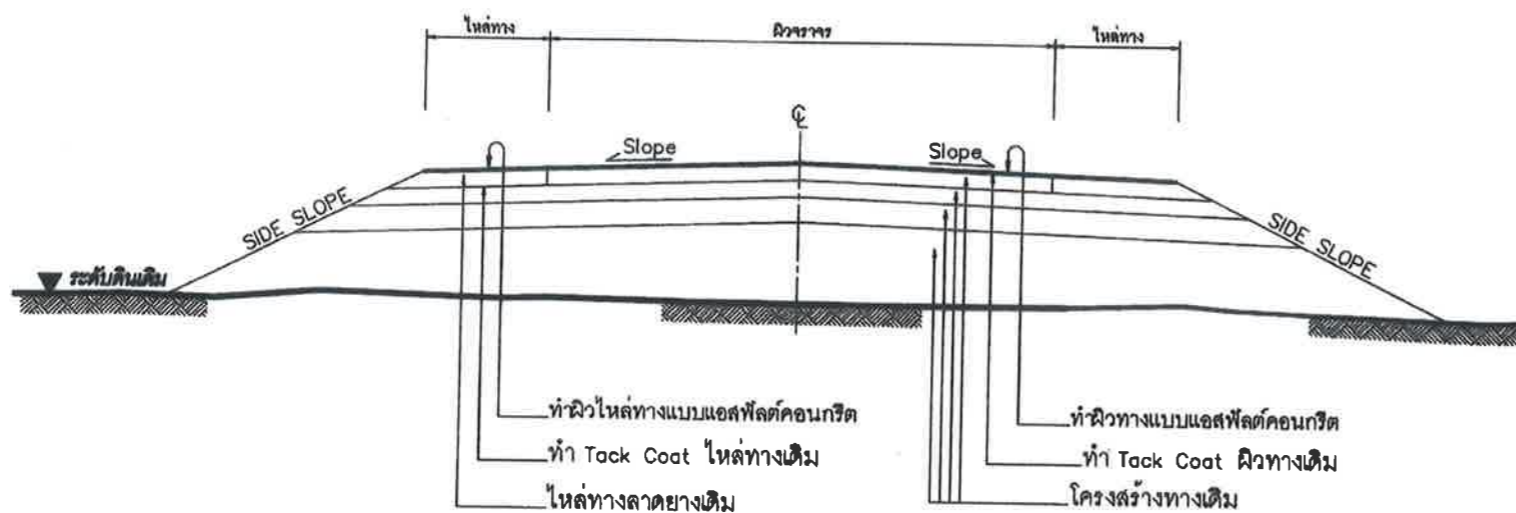 ไหล่ทาง
ผิวจราจร
ไหล่ทาง
℄
Slope
Slope
SIDE SLOPE
SIDE SLOPE
ระดับดินเดิม
ทำผิวไหล่ทางแบบแอสฟัลต์คอนกรีต
ทำผิวทางแบบแอสฟัลต์คอนกรีต
ทำ Tack Coat ไหล่ทางเดิม
ทำ Tack Coat ผิวทางเดิม
ไหล่ทางลาดยางเดิม
โครงสร้างทางเดิม